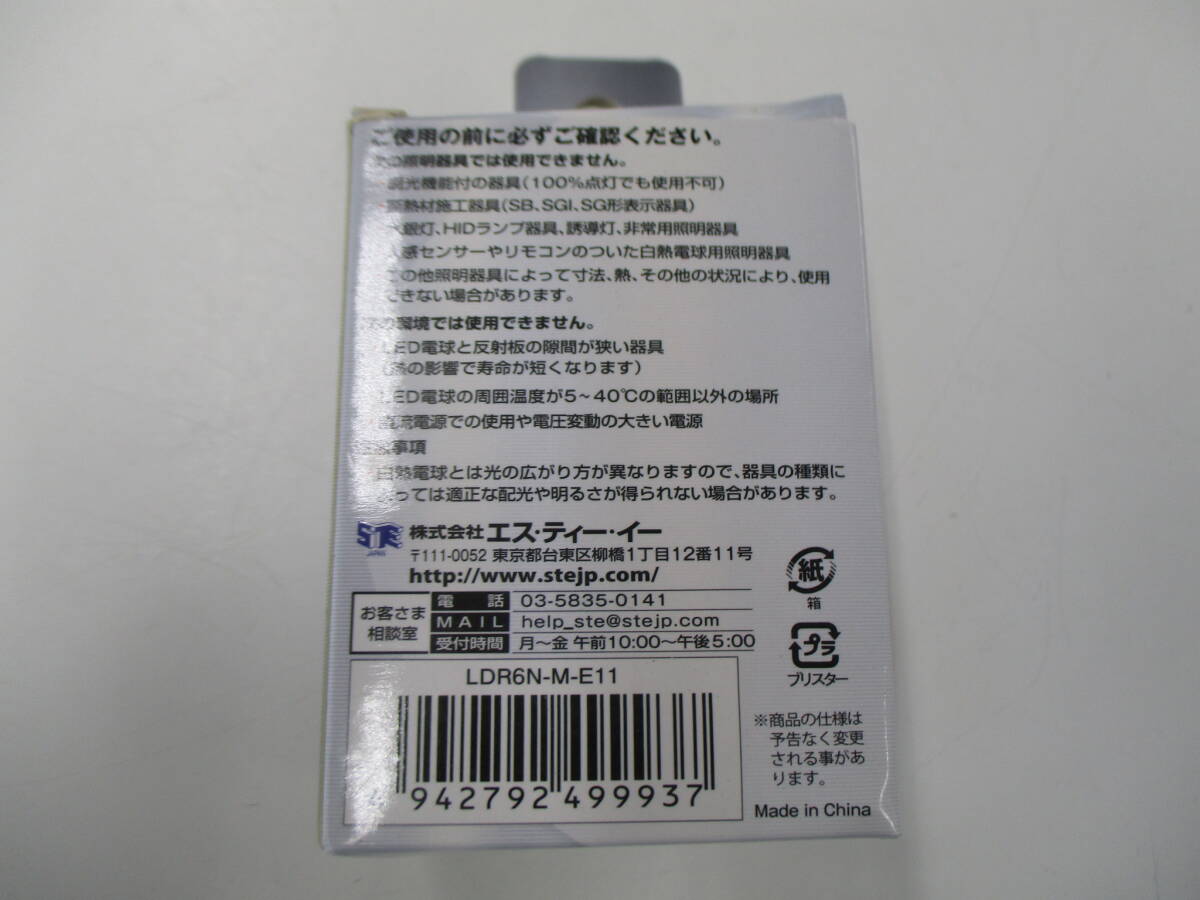 ご使用の前に必ずご確認ください。
の照明器具では使用できません。
調光機能付の器具(100%点灯でも使用不可)
断熱材施工器具(SB、SGI、SG形表示器具)
水銀灯、HIDランプ器具、誘導灯、非常用照明器具
人感センサーやリモコンのついた白熱電球用照明器具
その他照明器具によって寸法、熱、その他の状況により、使用
できない場合があります。
の環境では使用できません。
LED電球と反射板の隙間が狭い器具
(熱の影響で寿命が短くなります)
LED電球の周囲温度が5~40℃の範囲以外の場所
直流電源での使用や電圧変動の大きい電源
事項
白熱電球とは光の広がり方が異なりますので、器具の種類に
よっては適正な配光や明るさが得られない場合があります。
STE JAPAN 株式会社 エス・ティー・イー
〒111-0052 東京都台東区柳橋1丁目12番11号
http://www.stejp.com/
お客さま相談室
電話 03-5835-0141
MAIL help_ste@stejp.com
受付時間 月~金 午前10:00~午後5:00
紙
箱
プラ
ブリスター
LDR6N-M-E11
4 942792 499937
※商品の仕様は
予告なく変更
される事があ
ります。
Made in China